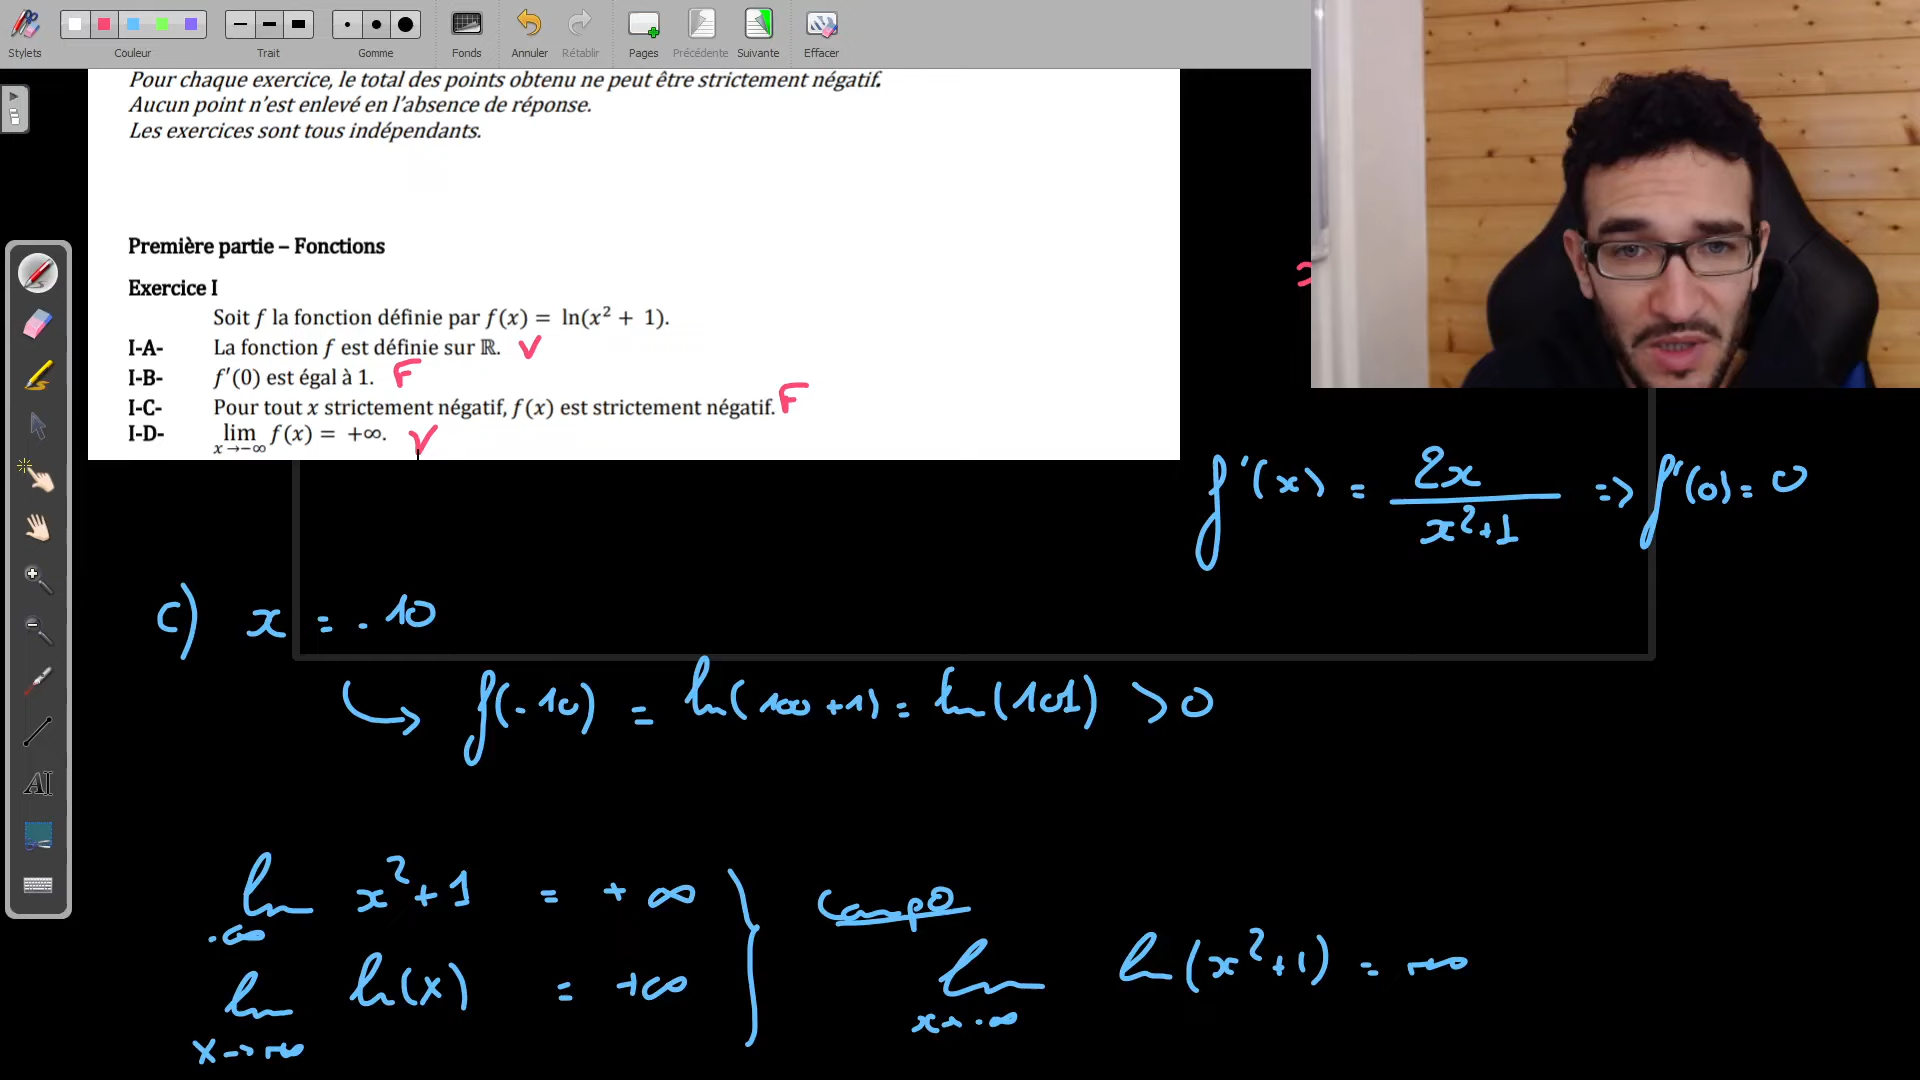 Stylets Couleur Trait Gomme Fonds Annuler Rétablir Pages Précédente Suivante Effacer
Pour chaque exercice, le total des points obtenu ne peut être strictement négatif.
Aucun point n'est enlevé en l'absence de réponse.
Les exercices sont tous indépendants.
Première partie – Fonctions
Exercice I
Soit f la fonction définie par f(x) = ln(x² + 1).
I-A- La fonction f est définie sur ℝ. V
I-B- f'(0) est égal à 1. F
I-C- Pour tout x strictement négatif, f(x) est strictement négatif. F
I-D- lim x→−∞ f(x) = +∞. V
f'(x) = 2x / x²+1 => f'(0) = 0
C) x = -10
↳ f(-10) = ln(100+1) = ln(101) > 0
lim -∞ x²+1 = +∞
lim x→+∞ ln(X) = +∞
Compo
lim x→-∞ ln(x²+1) = +∞
AI